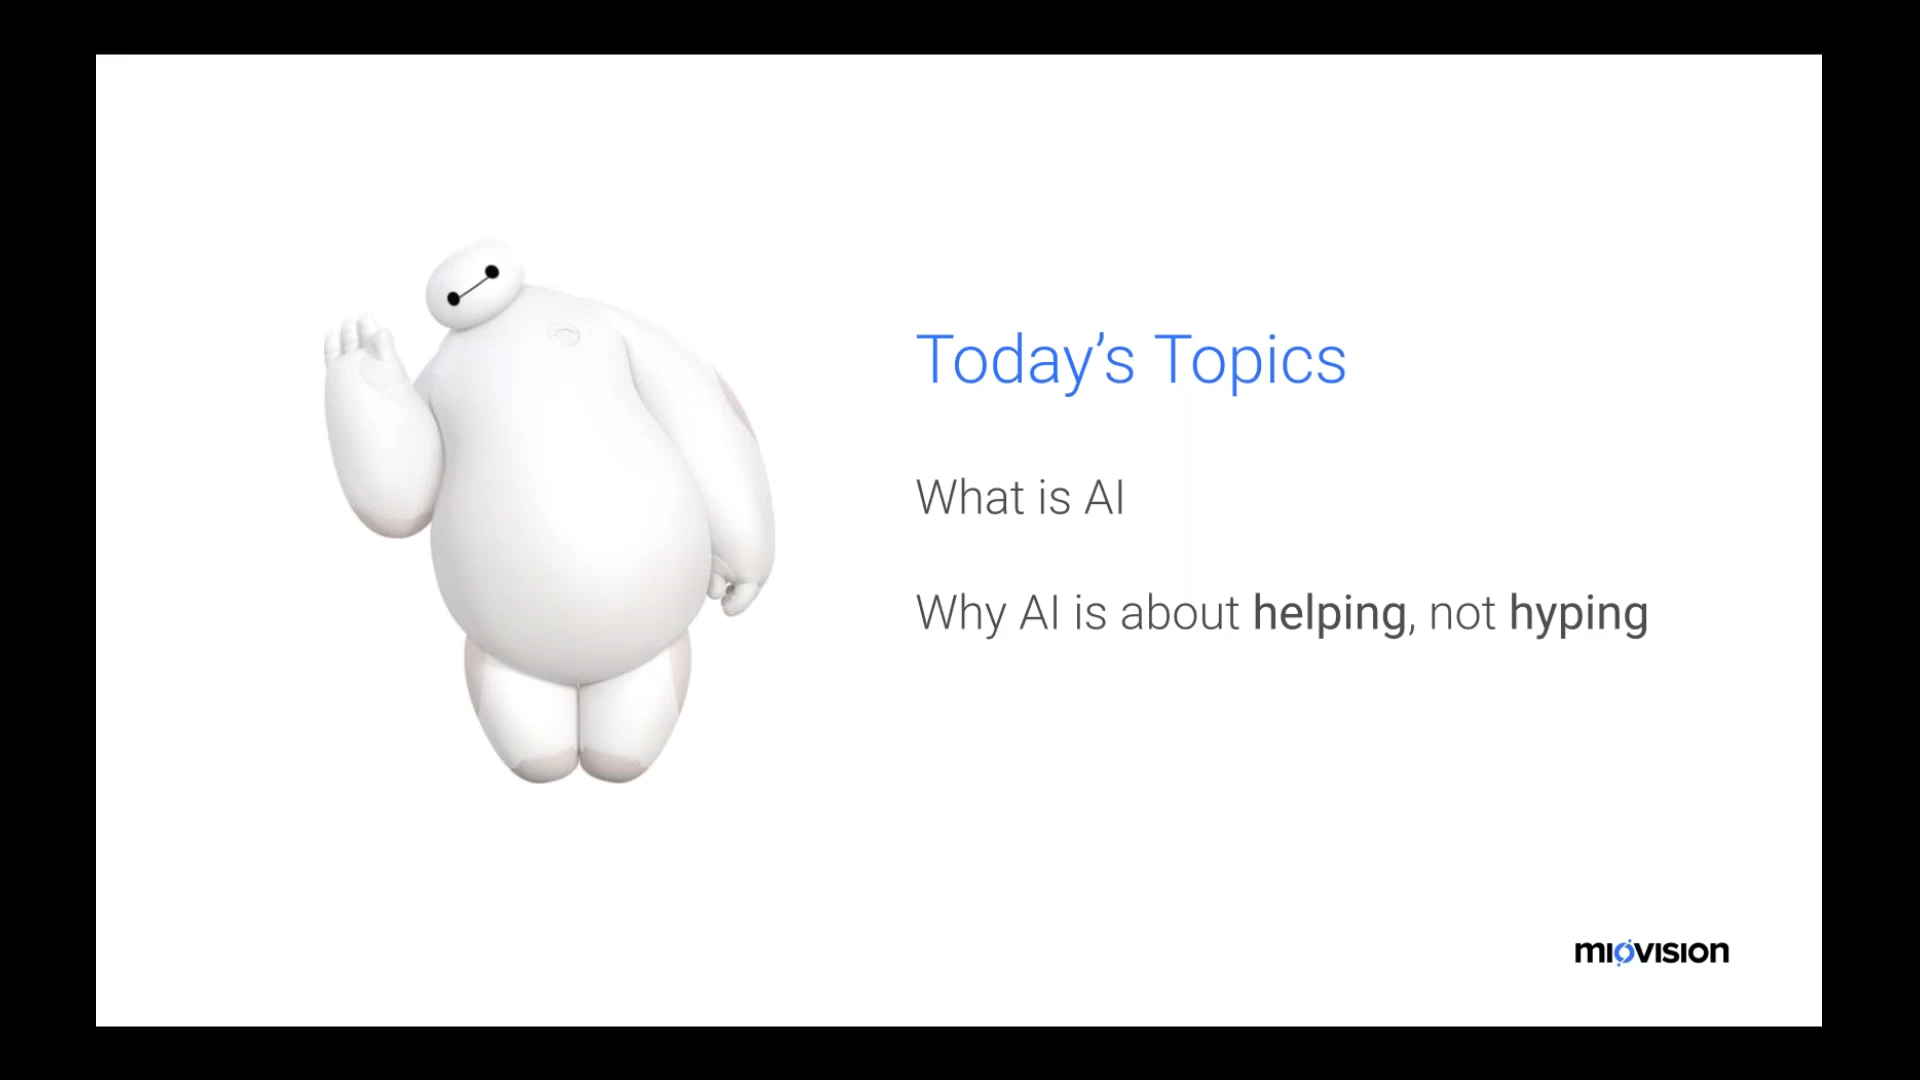 Today’s Topics
What is AI
Why AI is about helping, not hyping
miovision